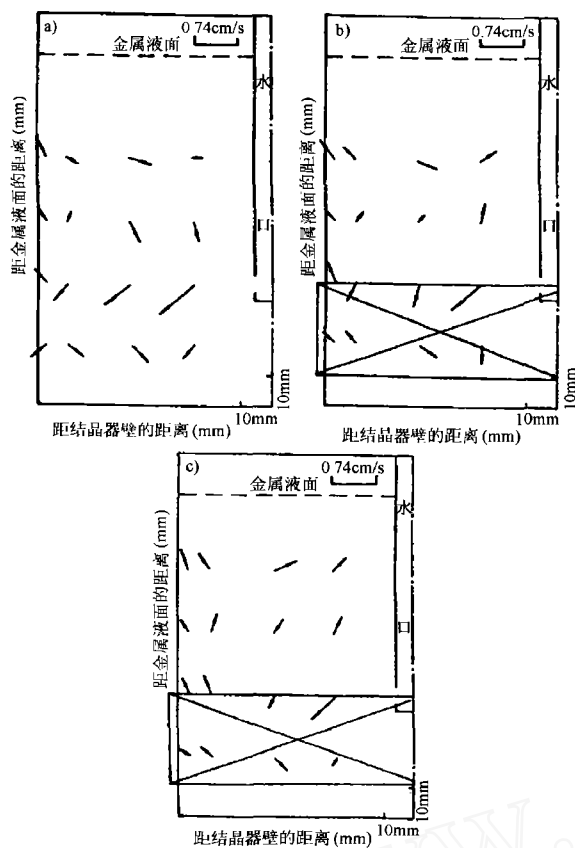 a)
0.74cm/s
金属液面
水
口
距金属液面的距离(mm)
10mm
10mm
距结晶器壁的距离(mm)
b)
0.74cm/s
金属液面
水
口
距金属液面的距离(mm)
10mm
10mm
距结晶器壁的距离(mm)
c)
0.74cm/s
金属液面
水
口
距金属液面的距离(mm)
10mm
10mm
距结晶器壁的距离(mm)